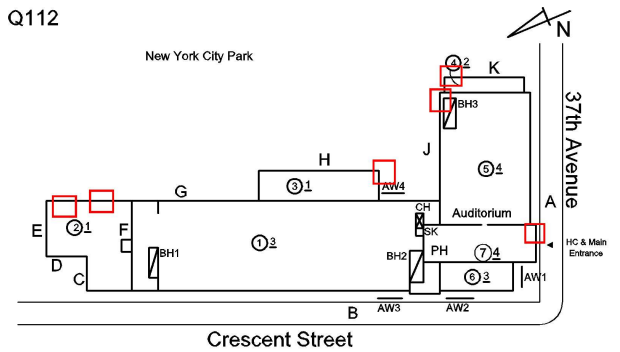 Q112
N
New York City Park
④ 2
K
BH3
37th Avenue
H
J
⑤ 4
③ 1
AW4
G
A
CH
Auditorium
E
② 1
F
SK
① 3
PH
⑦ 4
HC & Main
Entrance
BH1
BH2
D
C
⑥ 3
AW1
B
AW3
AW2
Crescent Street